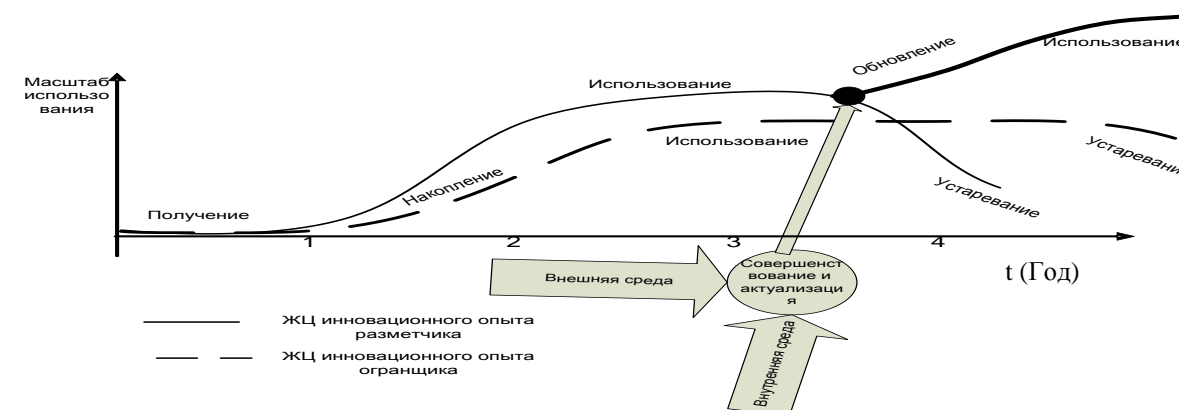 Масштаб
использо
вания
Получение
Накопление
Использование
Использование
Обновление
Использование
Устаревание
Устаревани
1
2
3
4
t (Год)
Внешняя среда
Совершенст
вование и
актуализаци
я
Внутренняя среда
ЖЦ инновационного опыта
разметчика
ЖЦ инновационного опыта
огранщика